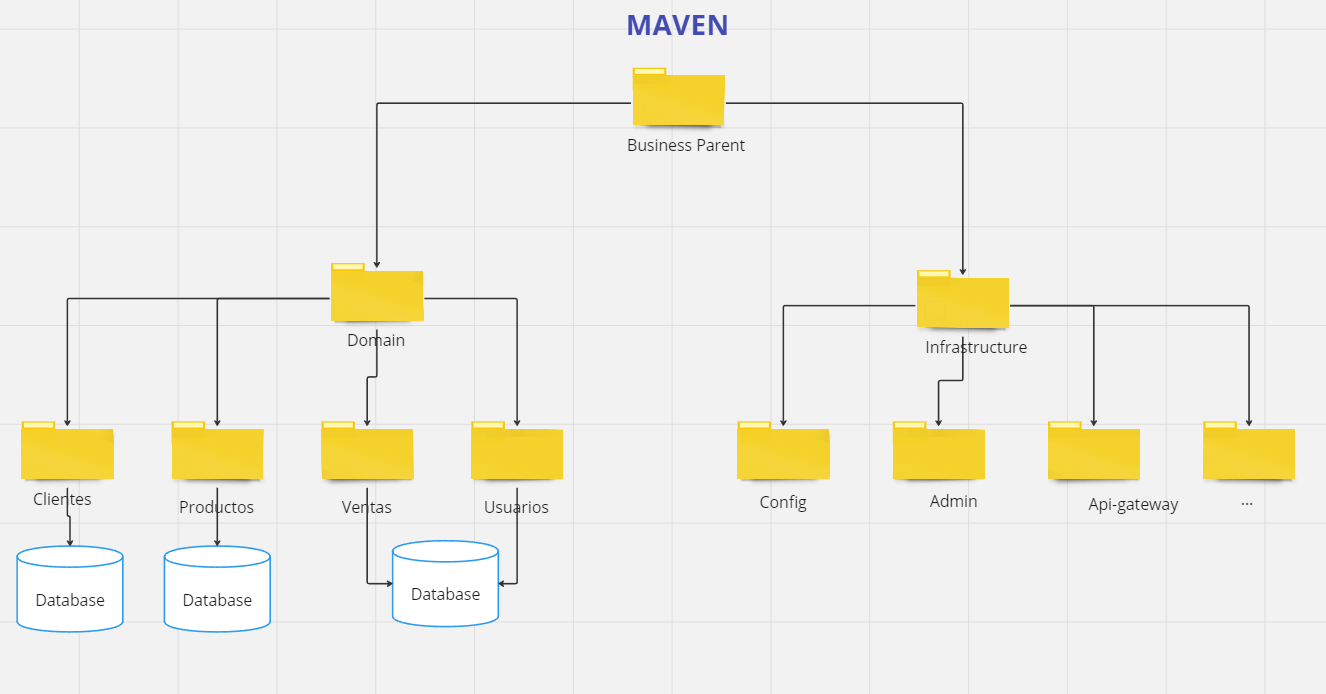 MAVEN
Business Parent
Domain
Infrastructure
Clientes
Productos
Ventas
Usuarios
Config
Admin
Api-gateway
...
Database
Database
Database